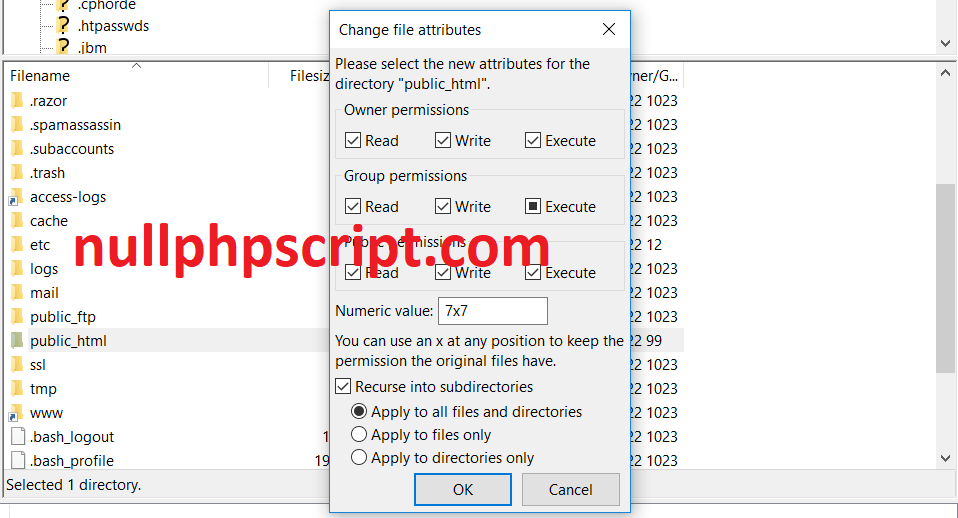 .cphorde
.htpasswds
.jbm
Filename
Filesiz
ner/G...
.razor
22 1023
.spamassassin
22 1023
.subaccounts
22 1023
.trash
22 1023
access-logs
22 1023
cache
22 1023
etc
22 12
logs
22 1023
mail
22 1023
public_ftp
22 1023
public_html
22 99
ssl
22 1023
tmp
22 1023
www
22 1023
.bash_logout
1
22 1023
.bash_profile
19
22 1023
Selected 1 directory.
Change file attributes
Please select the new attributes for the
directory "public_html".
Owner permissions
Read Write Execute
Group permissions
Read Write Execute
Public permissions
Read Write Execute
Numeric value: 7x7
You can use an x at any position to keep the
permission the original files have.
Recurse into subdirectories
Apply to all files and directories
Apply to files only
Apply to directories only
OK Cancel
nullphpscript.com